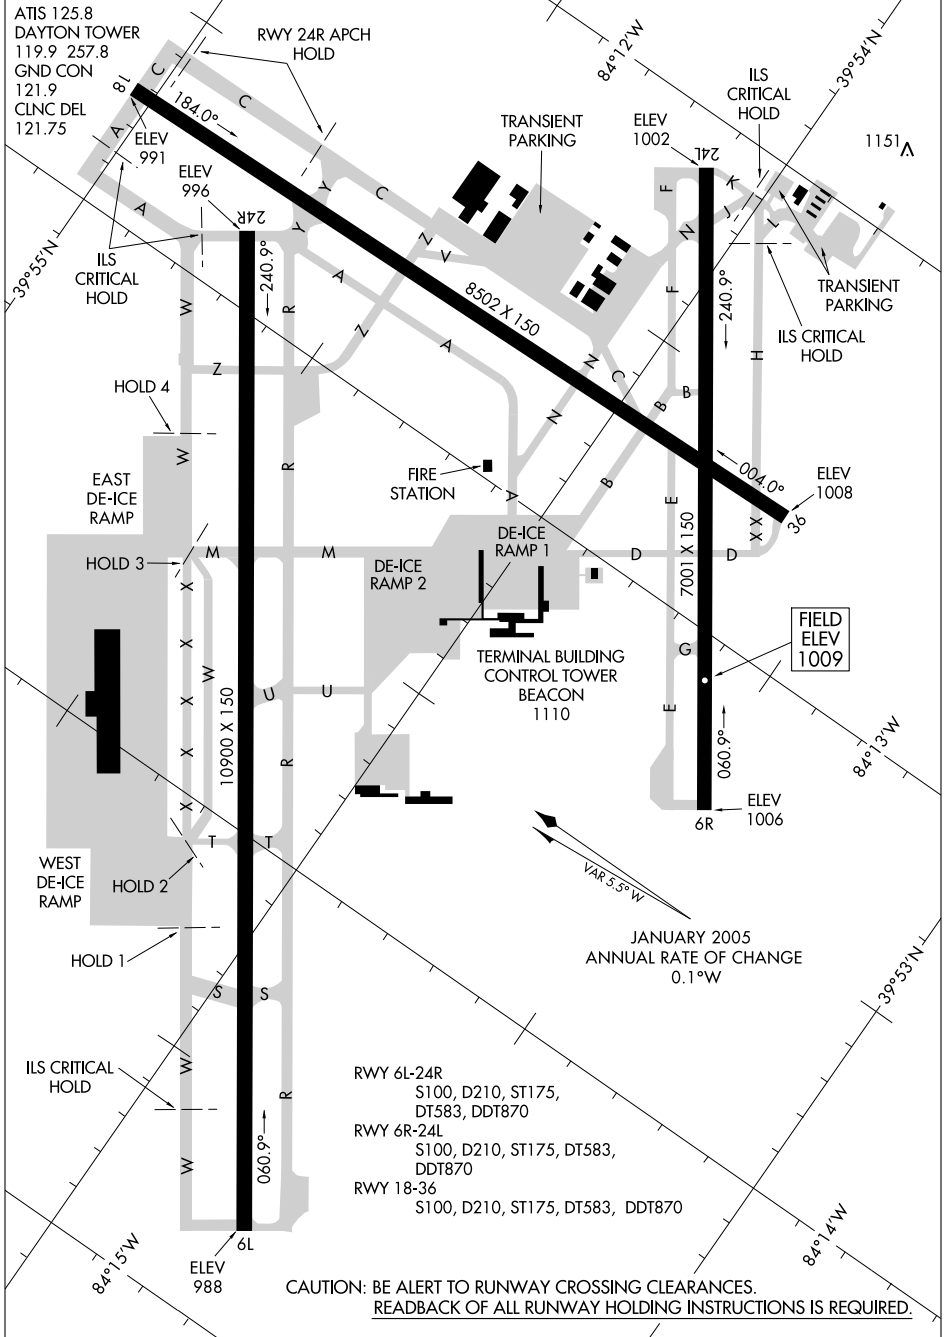 ATIS 125.8
DAYTON TOWER
119.9 257.8
GND CON
121.9
CLNC DEL
121.75
RWY 24R APCH
HOLD
84°12'W
39°54'N
ILS
CRITICAL
HOLD
TRANSIENT
PARKING
ELEV
1002
1151
18
C
C
A
184.0°
ELEV
991
ELEV
996
24R
24L
F
K
J
L
N
Y
C
Y
Z
V
A
A
39°55'N
ILS
CRITICAL
HOLD
240.9°
240.9°
8502 X 150
TRANSIENT
PARKING
ILS CRITICAL
HOLD
W
R
Z
Z
A
F
H
N
C
B
B
N
HOLD 4
W
R
B
A
E
004.0°
ELEV
1008
36
FIRE
STATION
EAST
DE-ICE
RAMP
DE-ICE
RAMP 1
DE-ICE
RAMP 2
HOLD 3
M
M
D
D
X
X
7001 X 150
X
X
X
X
X
W
FIELD
ELEV
1009
G
E
TERMINAL BUILDING
CONTROL TOWER
BEACON
1110
10900 X 150
U
U
R
060.9°
84°13'W
6R
ELEV
1006
T
T
WEST
DE-ICE
RAMP
HOLD 2
VAR 5.5° W
JANUARY 2005
ANNUAL RATE OF CHANGE
0.1°W
HOLD 1
39°53'N
S
S
W
ILS CRITICAL
HOLD
R
W
060.9°
RWY 6L-24R
S100, D210, ST175,
DT583, DDT870
RWY 6R-24L
S100, D210, ST175, DT583,
DDT870
RWY 18-36
S100, D210, ST175, DT583, DDT870
6L
ELEV
988
84°15'W
84°14'W
CAUTION: BE ALERT TO RUNWAY CROSSING CLEARANCES.
READBACK OF ALL RUNWAY HOLDING INSTRUCTIONS IS REQUIRED.